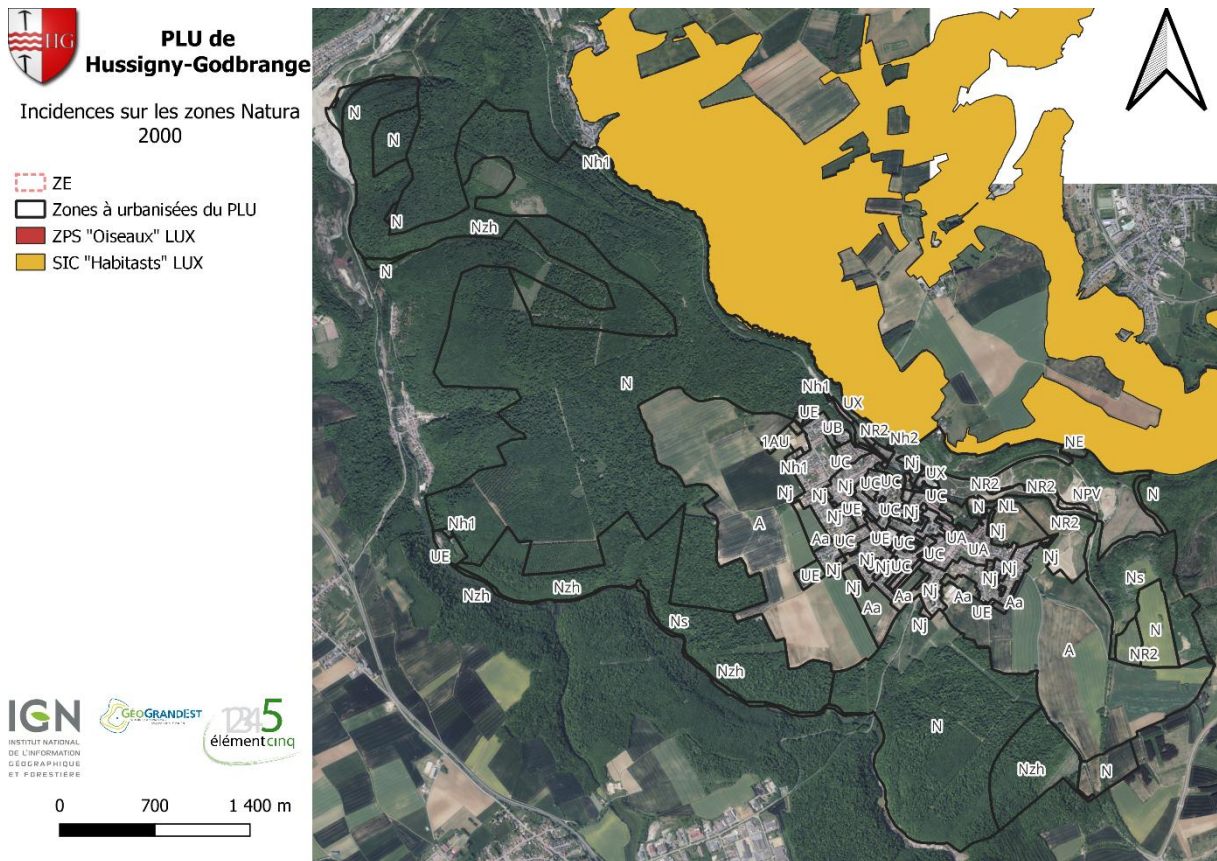 HG
PLU de
Hussigny-Godbrange
Incidences sur les zones Natura
2000
ZE
Zones à urbanisées du PLU
ZPS "Oiseaux" LUX
SIC "Habitasts" LUX
IGN
INSTITUT NATIONAL
DE L'INFORMATION
GÉOGRAPHIQUE
ET FORESTIÈRE
GÉOGRANDEST
12345
élémentcinq
0 700 1 400 m
N
N
Nh1
N
Nzh
N
N
Nh1
UX
UE
UB
NR2
1AU
Nh2
NE
UC
Nj
Nh1
UX
Nj
UC
UC
NR2
NR2
NPV
N
Nj
Nj
UC
N
NL
UE
UC
Nj
Nj
NR2
Nh1
A
Aa
UC
UE
UC
UA
UA
Nj
UE
UC
Nj
Nj
UC
Nj
Nj
Ns
UE
Nj
Nj
Nzh
Nzh
Aa
Aa
Nj
Aa
Aa
UE
Ns
Nj
N
A
NR2
Nzh
N
Nzh
N